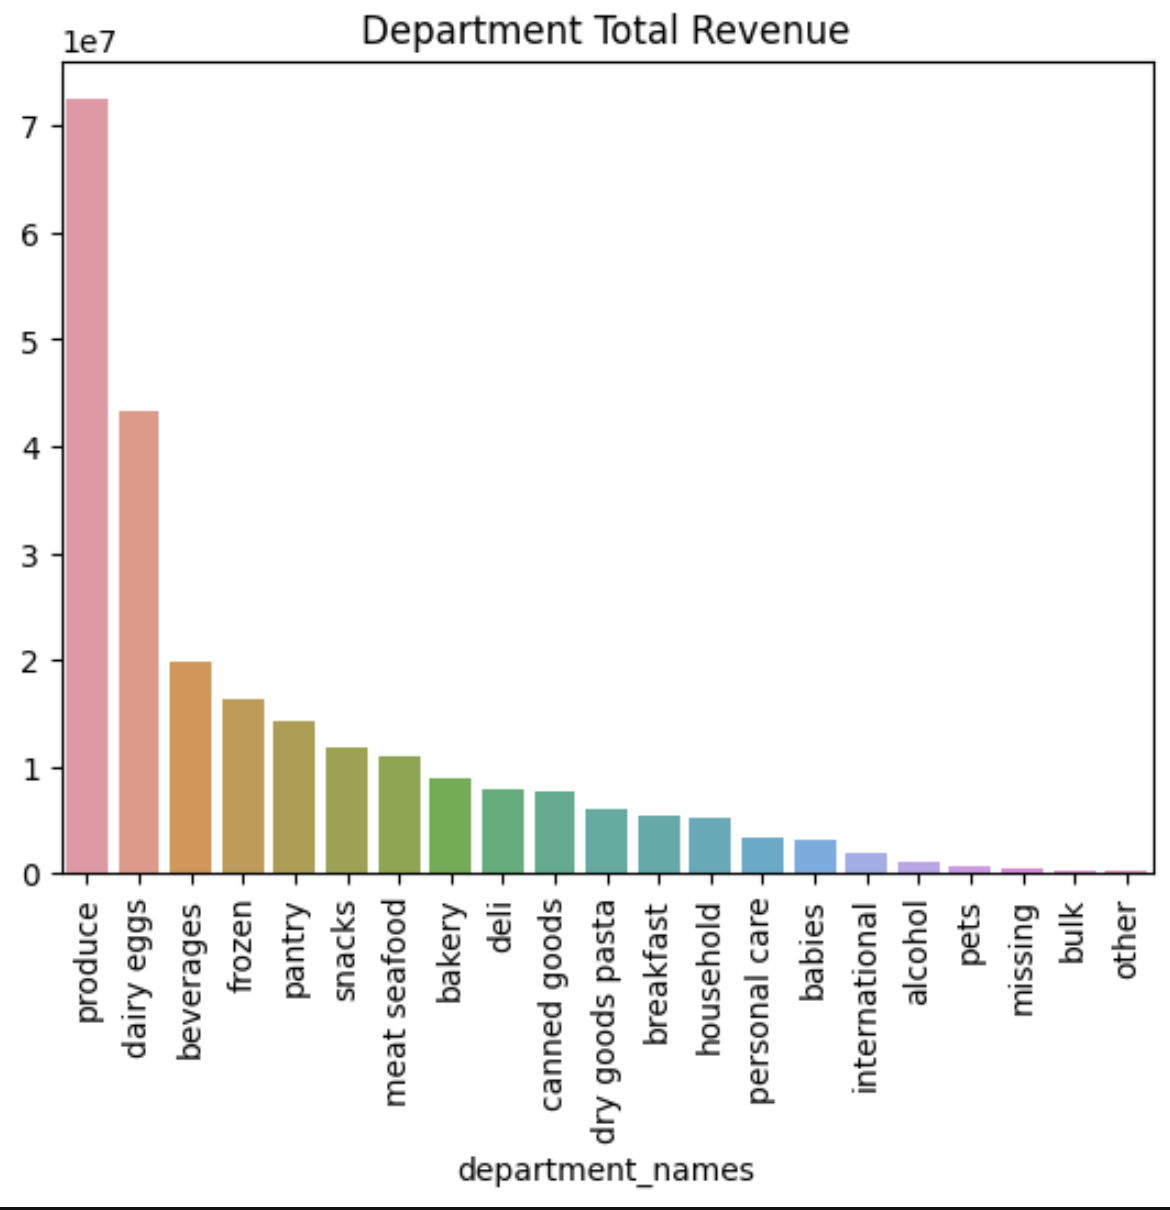 Department Total Revenue
1e7
7
6
5
4
3
2
1
0
produce
dairy eggs
beverages
frozen
pantry
snacks
meat seafood
bakery
deli
canned goods
dry goods pasta
breakfast
household
personal care
babies
international
alcohol
pets
missing
bulk
other
department_names